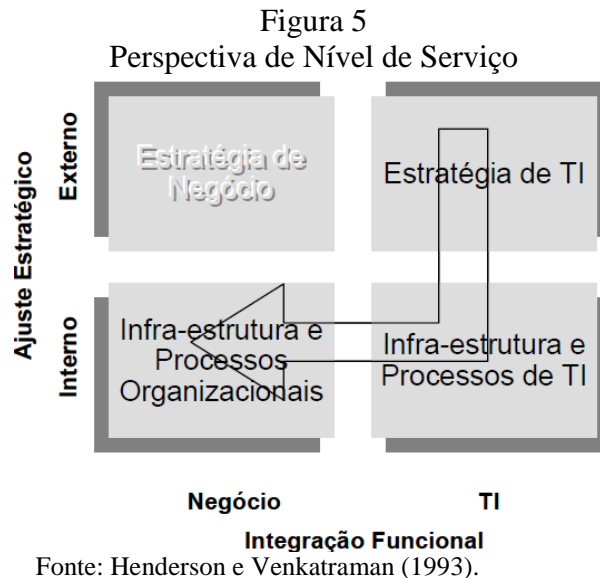 Figura 5
Perspectiva de Nível de Serviço
Ajuste Estratégico
Externo
Interno
Estratégia de
Negócio
Estratégia de TI
Infra-estrutura e
Processos
Organizacionais
Infra-estrutura e
Processos de TI
Negócio
TI
Integração Funcional
Fonte: Henderson e Venkatraman (1993).